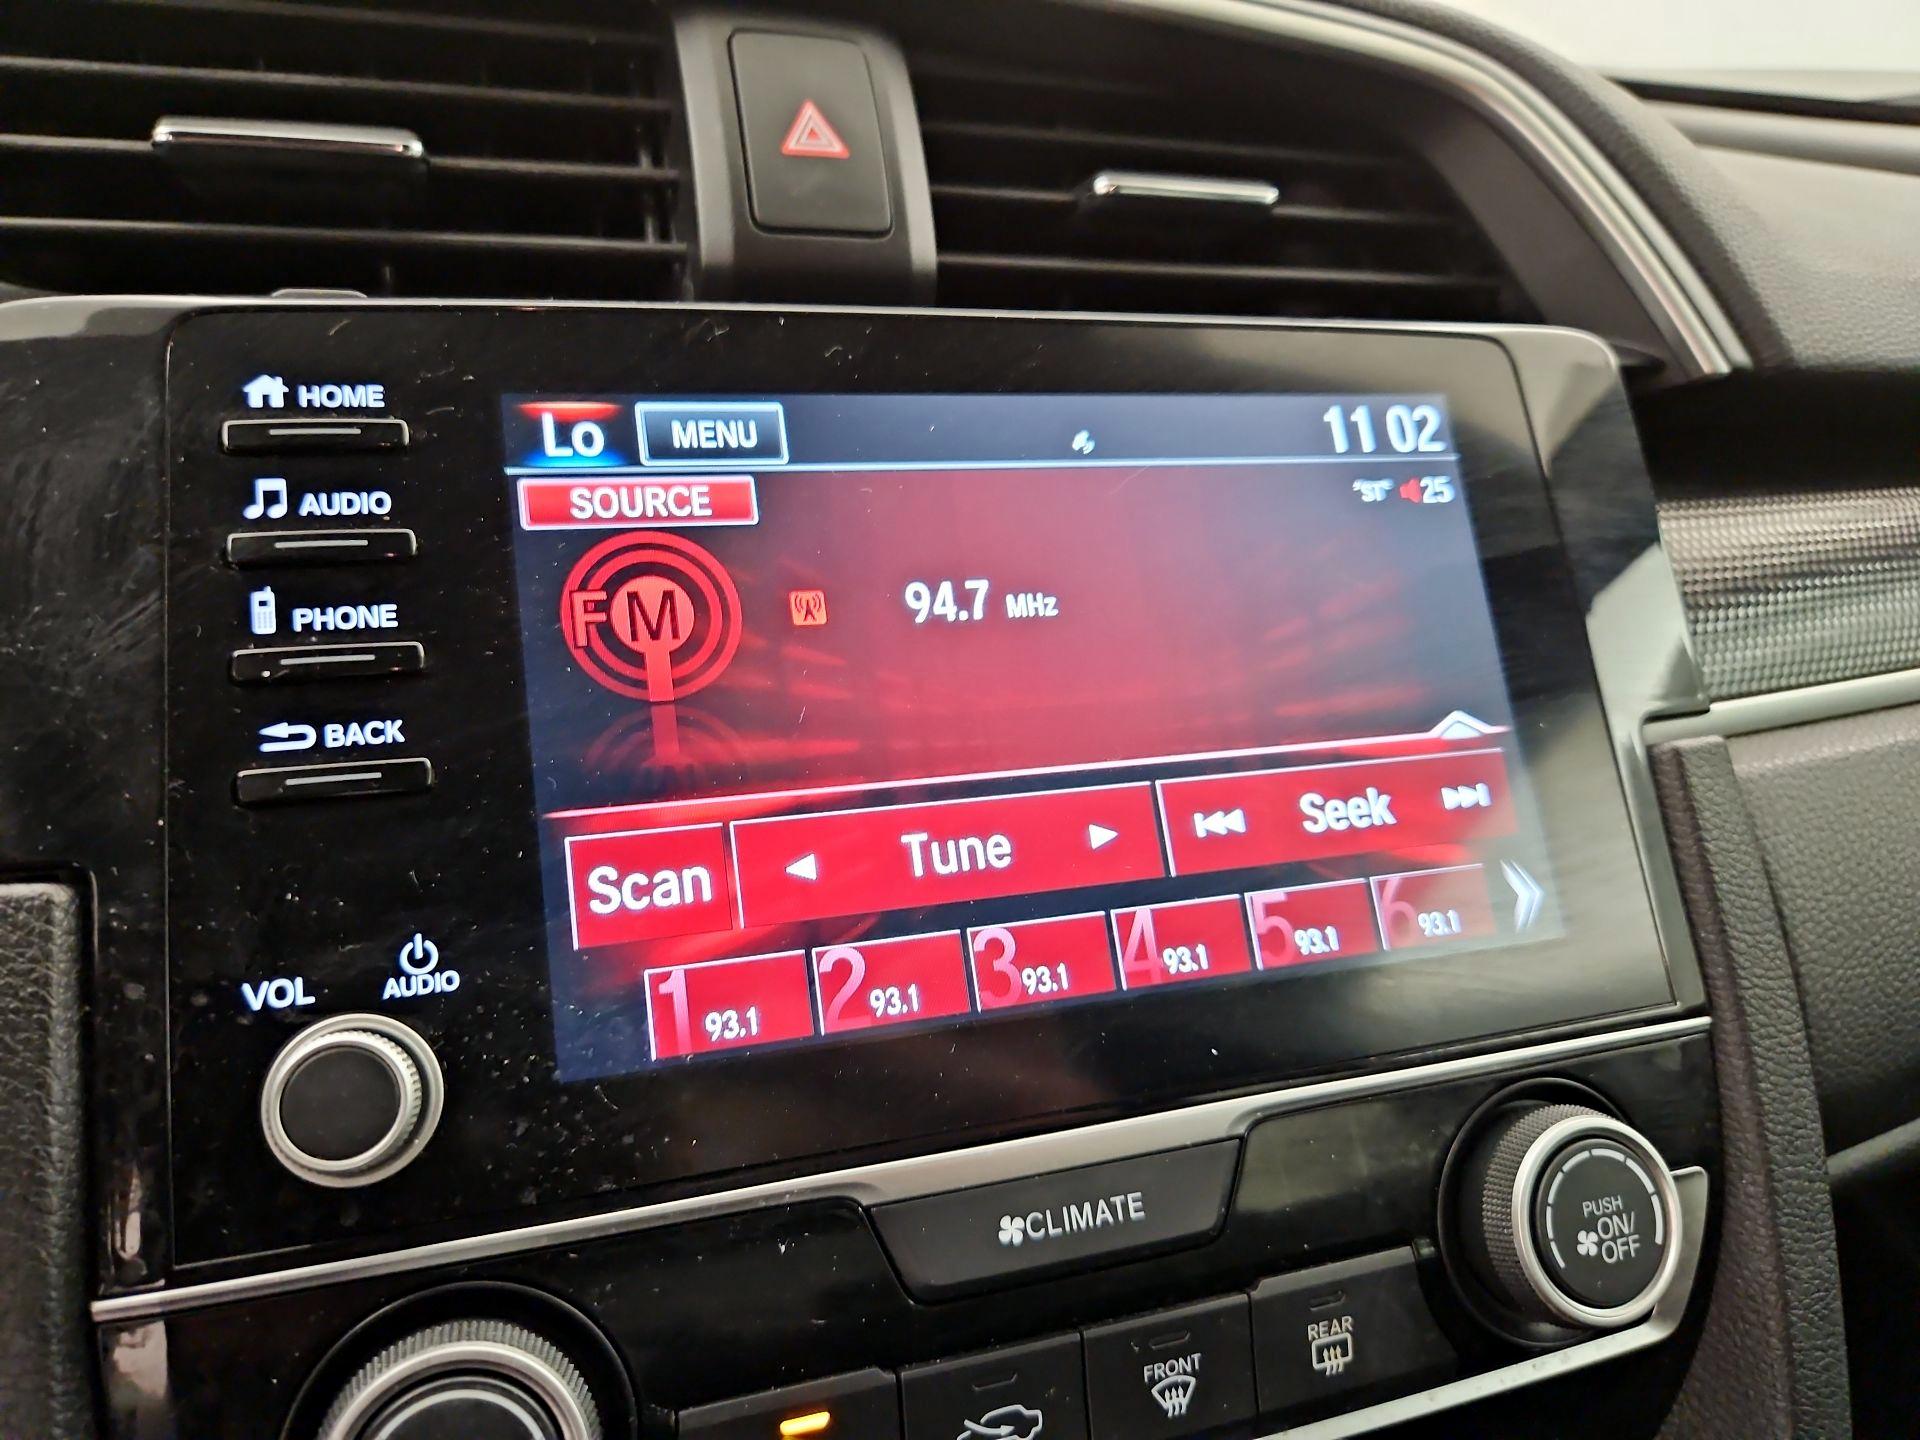 HOME
AUDIO
PHONE
BACK
VOL
AUDIO
Lo MENU 11 02
SOURCE ST 25
FM 94.7 MHz
Scan Tune Seek
1 93.1 2 93.1 3 93.1 4 93.1 5 93.1 6 93.1
CLIMATE
PUSH
ON/
OFF
FRONT
REAR